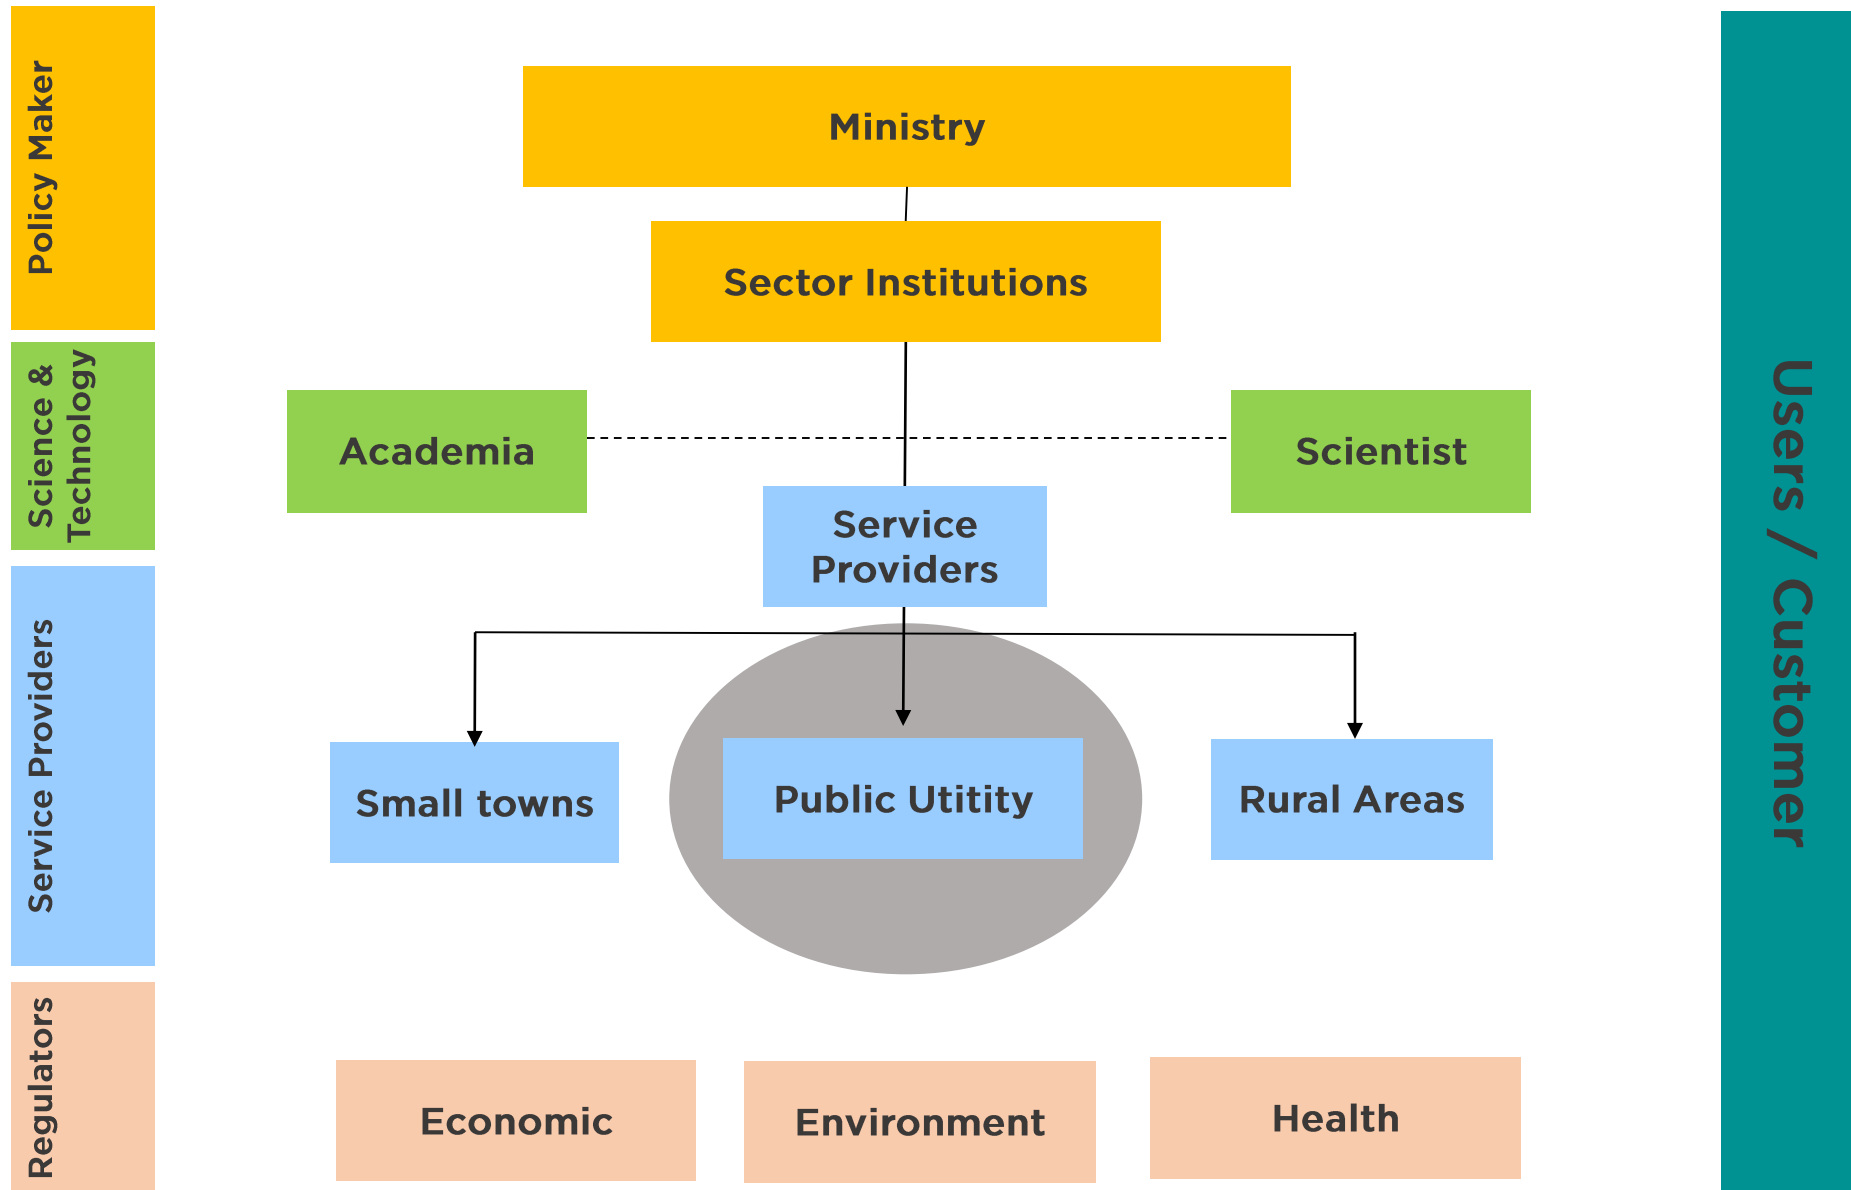 Policy Maker
Ministry
Sector Institutions
Science &
Technology
Academia
Scientist
Service
Providers
Service Providers
Small towns
Public Utitity
Rural Areas
Regulators
Economic
Environment
Health
Users / Customer